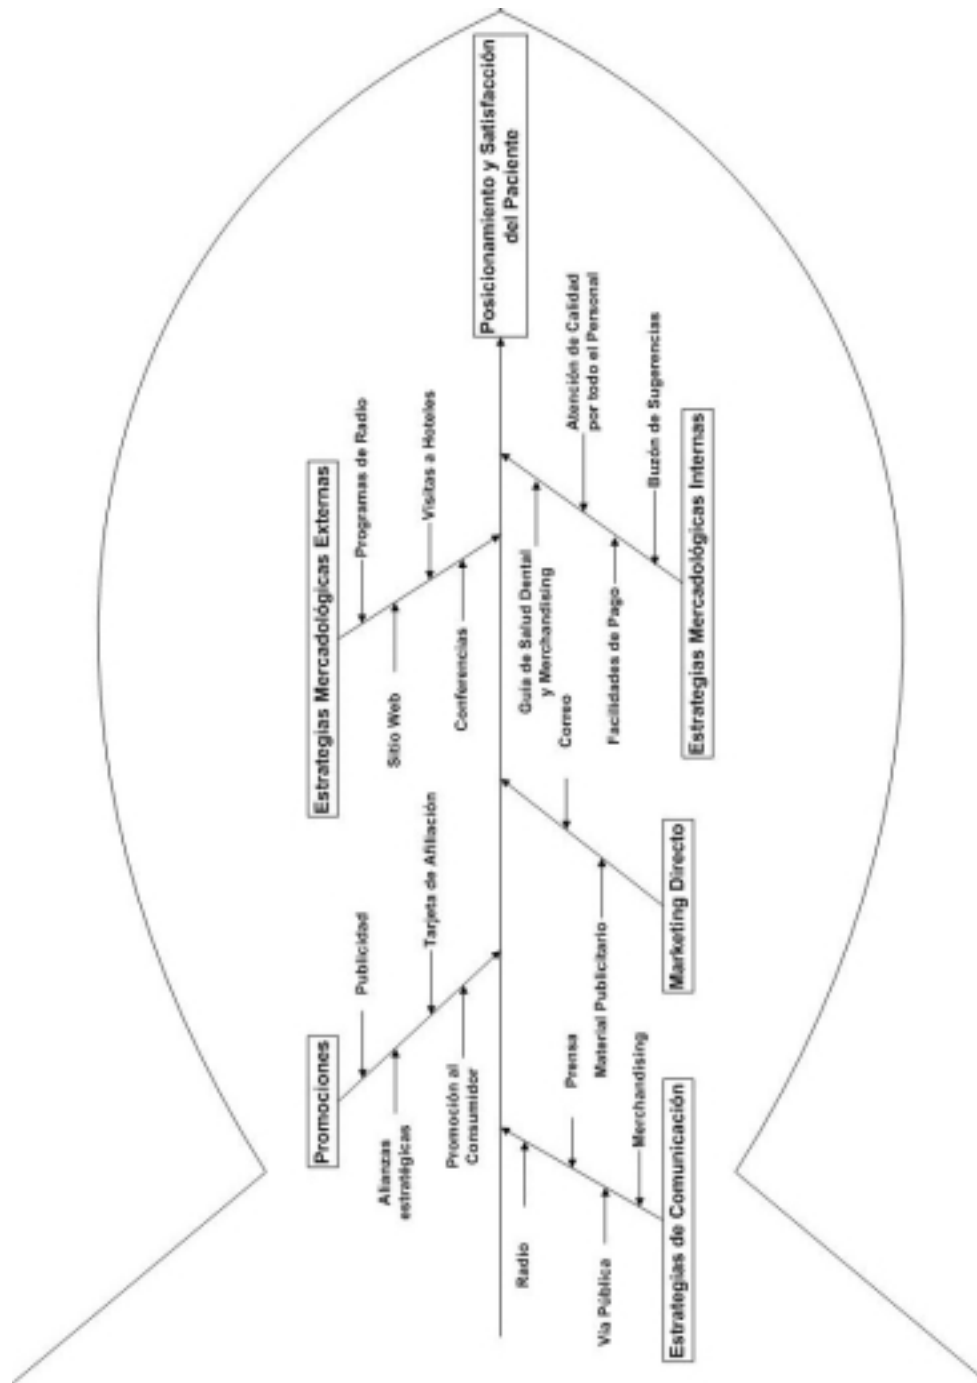 Promociones
Publicidad
Alianzas
estratégicas
Tarjeta de Afiliación
Promoción al
Consumidor
Estrategias Mercadológicas Externas
Programas de Radio
Sitio Web
Visitas a Hoteles
Conferencias
Posicionamiento y Satisfacción
del Paciente
Estrategias de Comunicación
Radio
Prensa
Vía Pública
Merchandising
Marketing Directo
Correo
Material Publicitario
Estrategias Mercadológicas Internas
Guía de Salud Dental
y Merchandising
Atención de Calidad
por todo el Personal
Facilidades de Pago
Buzón de Sugerencias